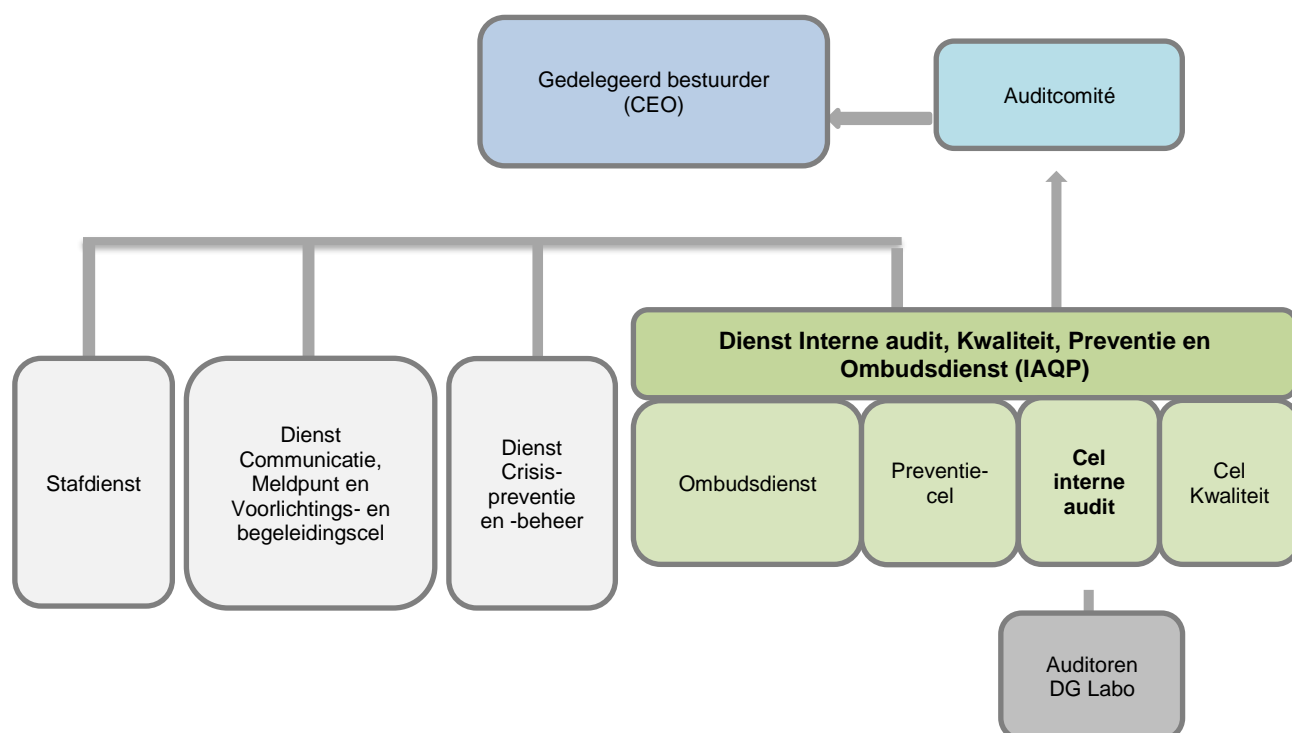 Gedelegeerd bestuurder
(CEO)
Auditcomité
Dienst Interne audit, Kwaliteit, Preventie en
Ombudsdienst (IAQP)
Stafdienst
Dienst
Communicatie,
Meldpunt en
Voorlichtings- en
begeleidingscel
Dienst
Crisis-
preventie
en -beheer
Ombudsdienst
Preventie-
cel
Cel
interne
audit
Cel
Kwaliteit
Auditoren
DG Labo